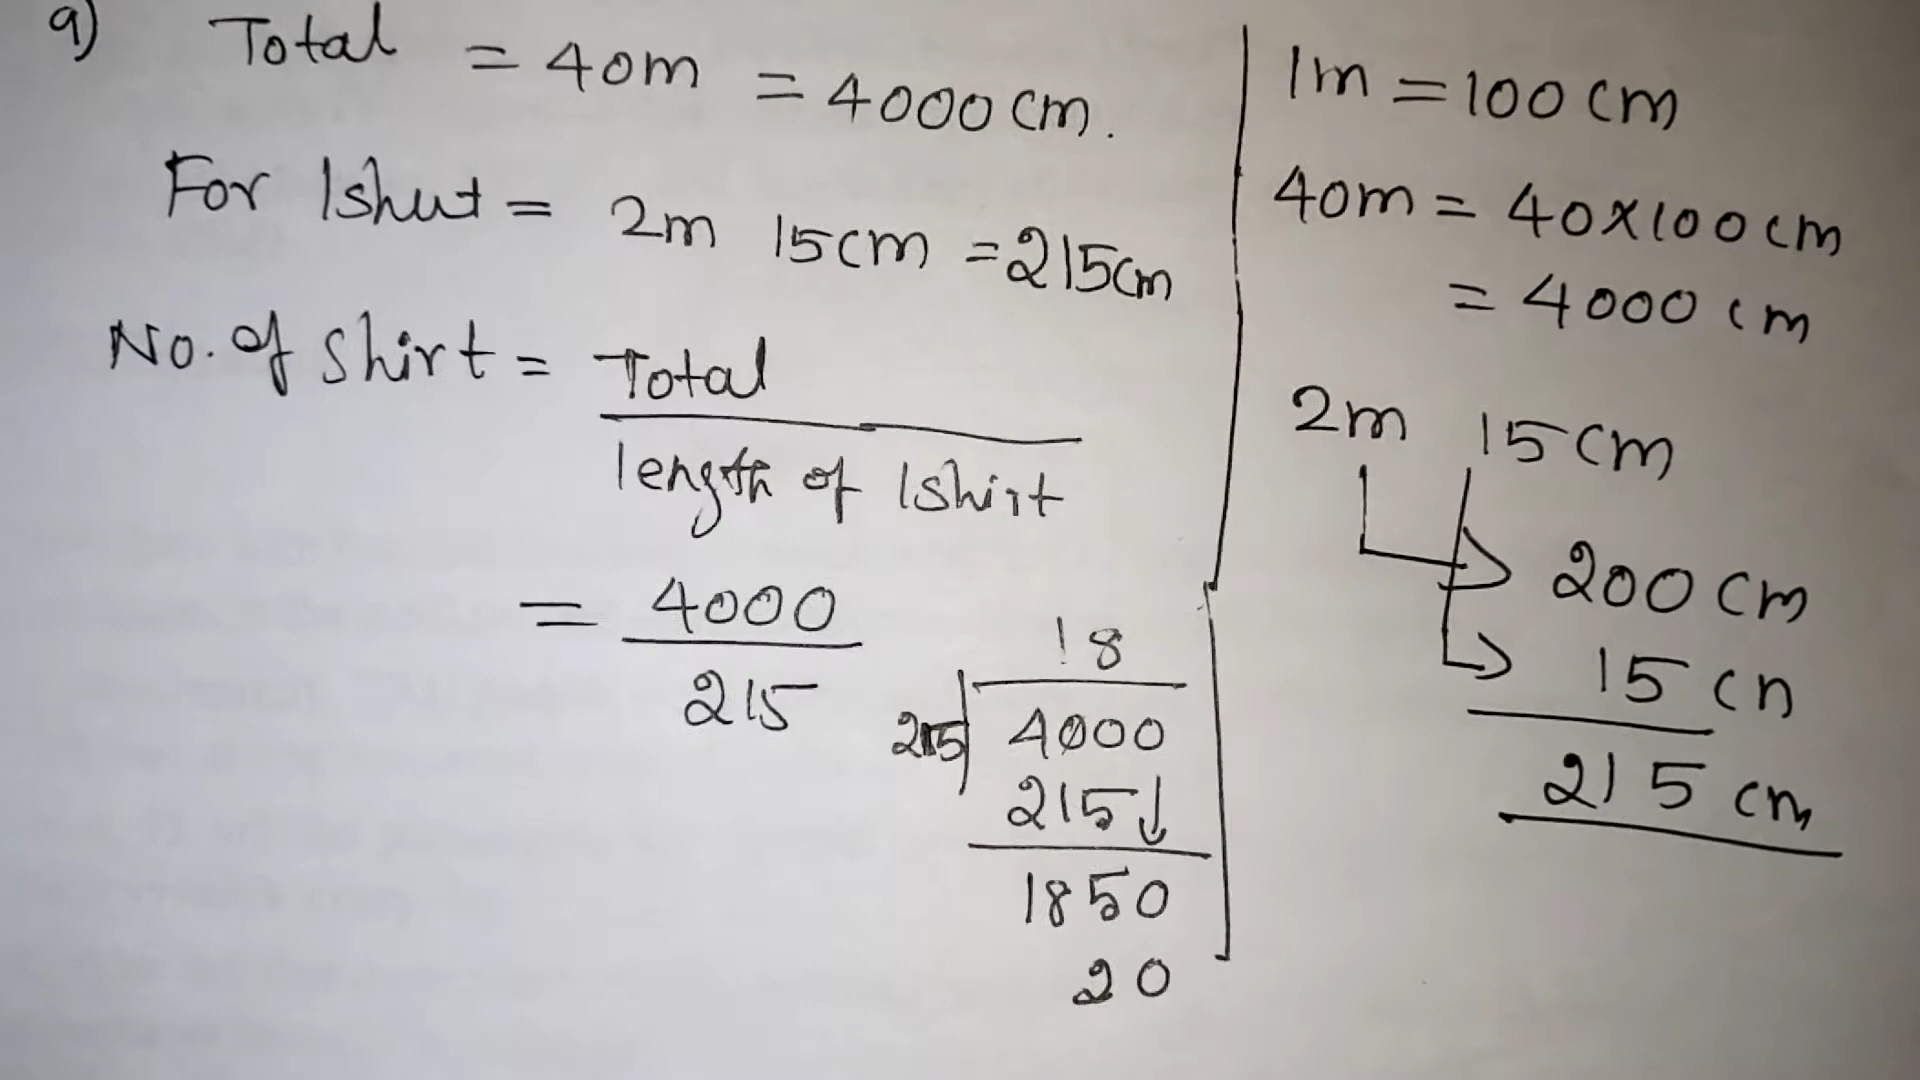 9) Total = 40m = 4000 cm.
For 1shirt = 2m 15cm = 215cm
No. of Shirt = Total
length of 1shirt
= 4000
215
18
215 4000
215↓
1850
20
1m = 100 cm
40m = 40x100 cm
= 4000 cm
2m 15cm
200 cm
15 cm
215 cm